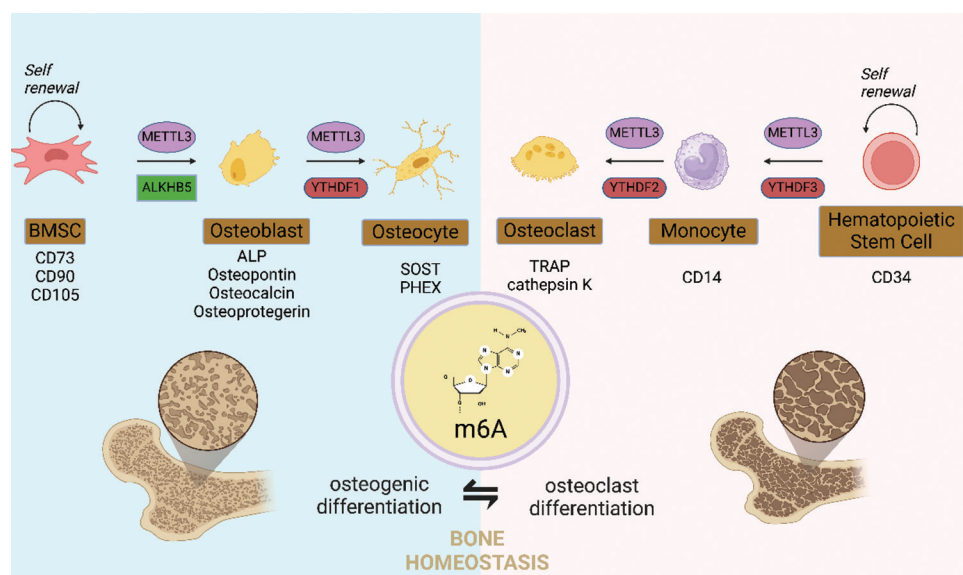 Self
renewal
METTL3
ALKHB5
METTL3
YTHDF1
METTL3
YTHDF2
METTL3
YTHDF3
Self
renewal
BMSC
CD73
CD90
CD105
Osteoblast
ALP
Osteopontin
Osteocalcin
Osteoprotegerin
Osteocyte
SOST
PHEX
Osteoclast
TRAP
cathepsin K
Monocyte
CD14
Hematopoietic
Stem Cell
CD34
H N CH₃
N N
N N
O O
O OH
m6A
osteogenic
differentiation
osteoclast
differentiation
BONE
HOMEOSTASIS